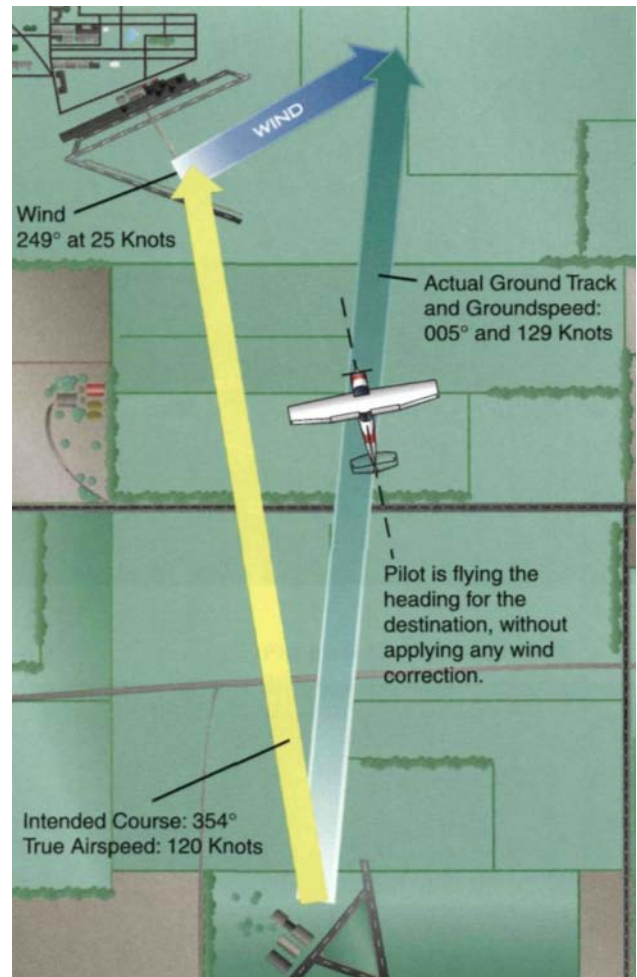 WIND
Wind
249° at 25 Knots
Actual Ground Track
and Groundspeed:
005° and 129 Knots
Pilot is flying the
heading for the
destination, without
applying any wind
correction.
Intended Course: 354°
True Airspeed: 120 Knots